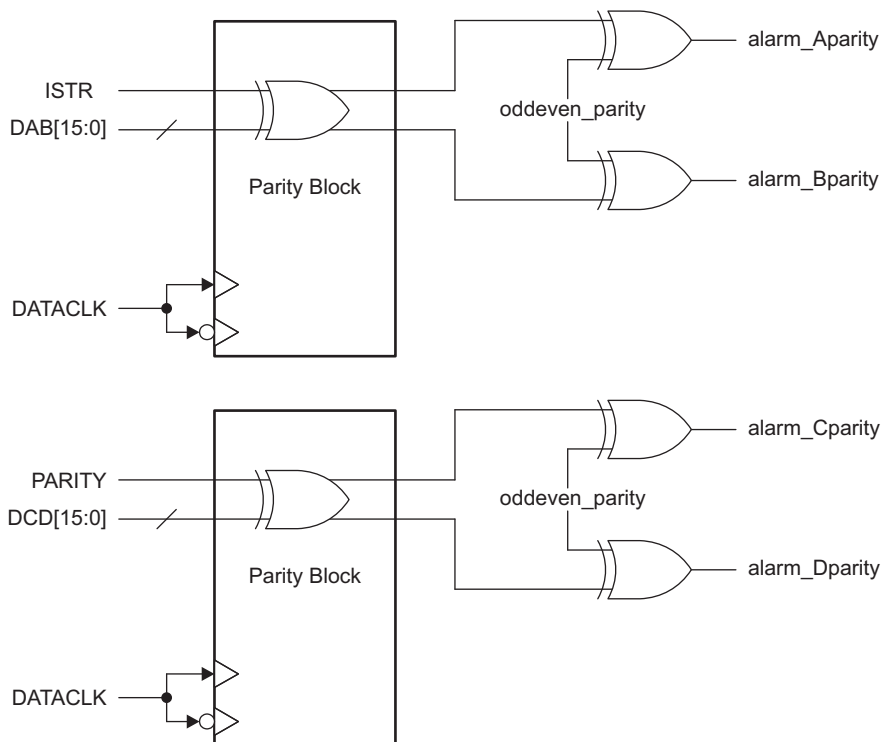 alarm_Aparity
ISTR
oddeven_parity
DAB[15:0]
alarm_Bparity
Parity Block
DATACLK
alarm_Cparity
PARITY
oddeven_parity
DCD[15:0]
alarm_Dparity
Parity Block
DATACLK